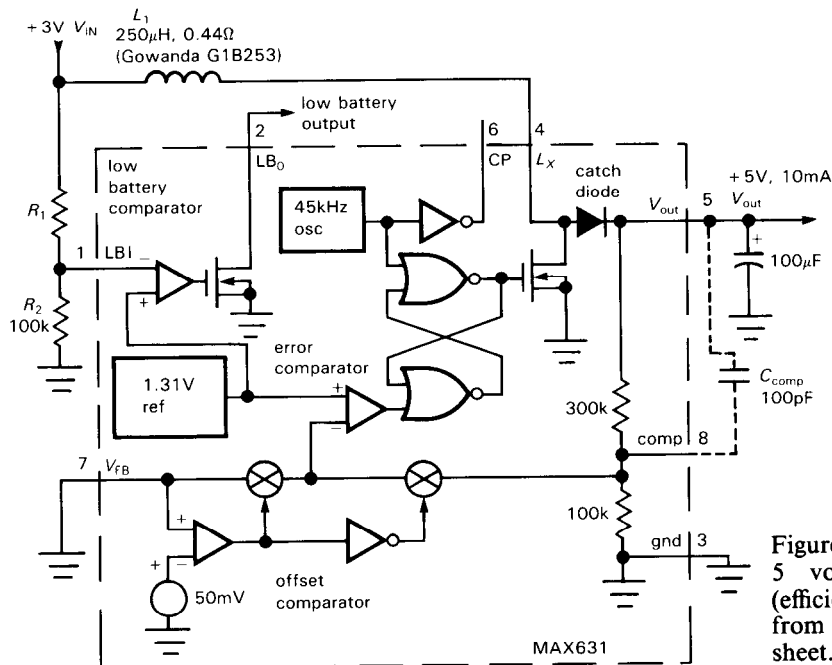 +3V V_IN
L_1
250µH, 0.44Ω
(Gowanda G1B253)
low battery
output
2
LB_O
6
CP
4
L_X
low
battery
comparator
catch
diode
+5V, 10mA
45kHz
osc
V_out
5
V_out
R_1
1
LBI
−
+
+
100µF
R_2
100k
error
comparator
1.31V
ref
+
−
C_comp
100pF
300k
comp
8
7
V_FB
100k
+
−
+
gnd
3
50mV
offset
comparator
MAX631
Figure
5 vo
(effici
from
sheet.